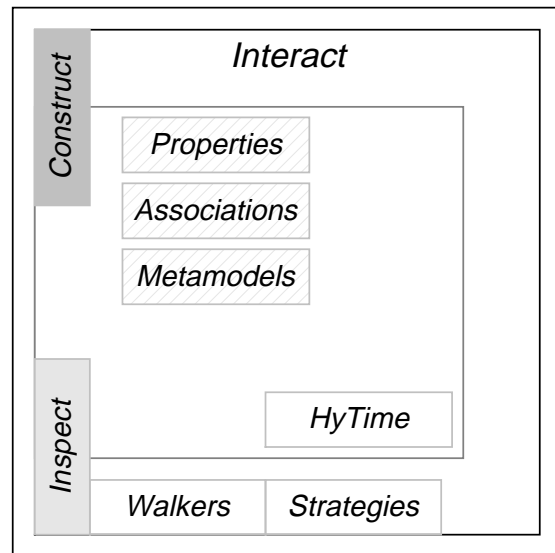 Construct
Interact
Properties
Associations
Metamodels
HyTime
Inspect
Walkers
Strategies